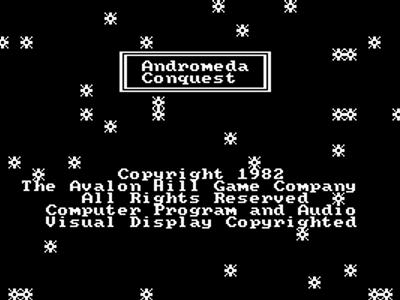 Andromeda
Conquest
Copyright 1982
The Avalon Hill Game Company
All Rights Reserved
Computer Program and Audio
Visual Display Copyrighted